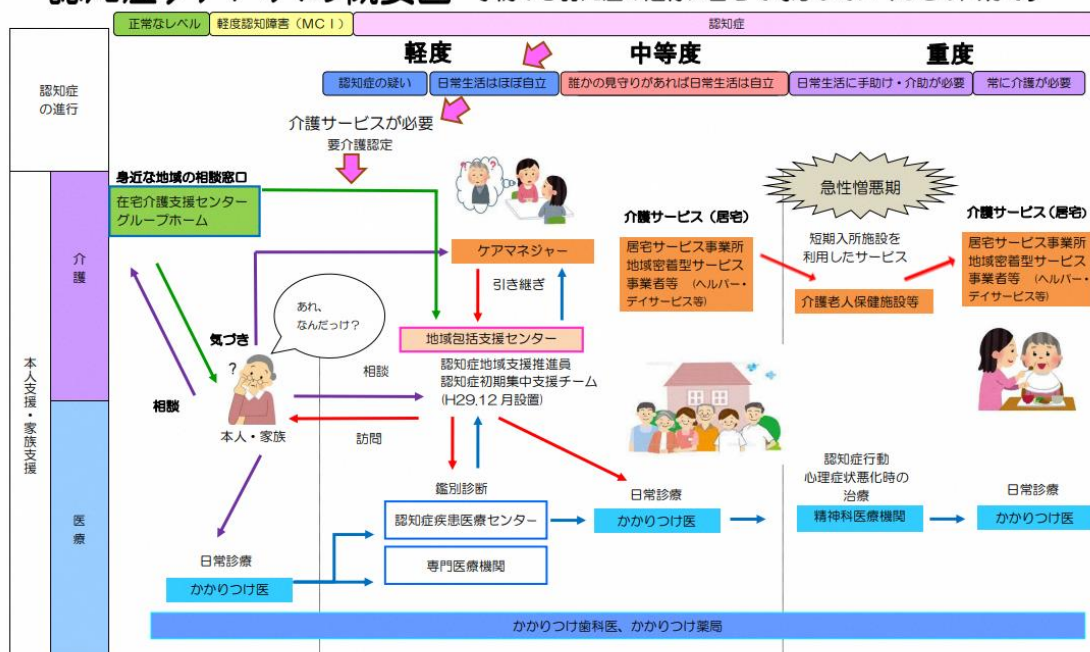 正常なレベル
軽度認知障害（MCI）
認知症
軽度
中等度
重度
認知症の疑い
日常生活はほぼ自立
誰かの見守りがあれば日常生活は自立
日常生活に手助け・介助が必要
常に介護が必要
認知症
の進行
介護サービスが必要
要介護認定
本人支援・家族支援
介護
身近な地域の相談窓口
在宅介護支援センター
グループホーム
急性憎悪期
ケアマネジャー
引き継ぎ
介護サービス（居宅）
居宅サービス事業所
地域密着型サービス
事業者等　（ヘルパー・
デイサービス等）
短期入所施設を
利用したサービス
介護老人保健施設等
介護サービス（居宅）
居宅サービス事業所
地域密着型サービス
事業者等　（ヘルパー・
デイサービス等）
あれ、
なんだっけ？
気づき
?
相談
本人・家族
相談
訪問
地域包括支援センター
認知症地域支援推進員
認知症初期集中支援チーム
(H29.12月設置)
医療
日常診療
かかりつけ医
鑑別診断
認知症疾患医療センター
専門医療機関
日常診療
かかりつけ医
認知症行動
心理症状悪化時の
治療
精神科医療機関
日常診療
かかりつけ医
かかりつけ歯科医、かかりつけ薬局